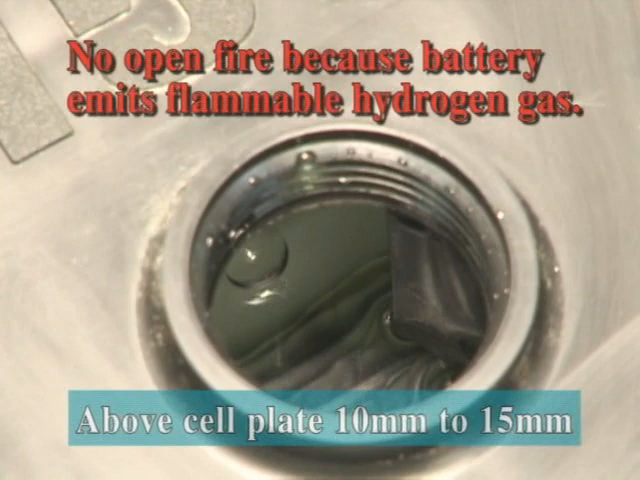 No open fire because battery
emits flammable hydrogen gas.
Above cell plate 10mm to 15mm